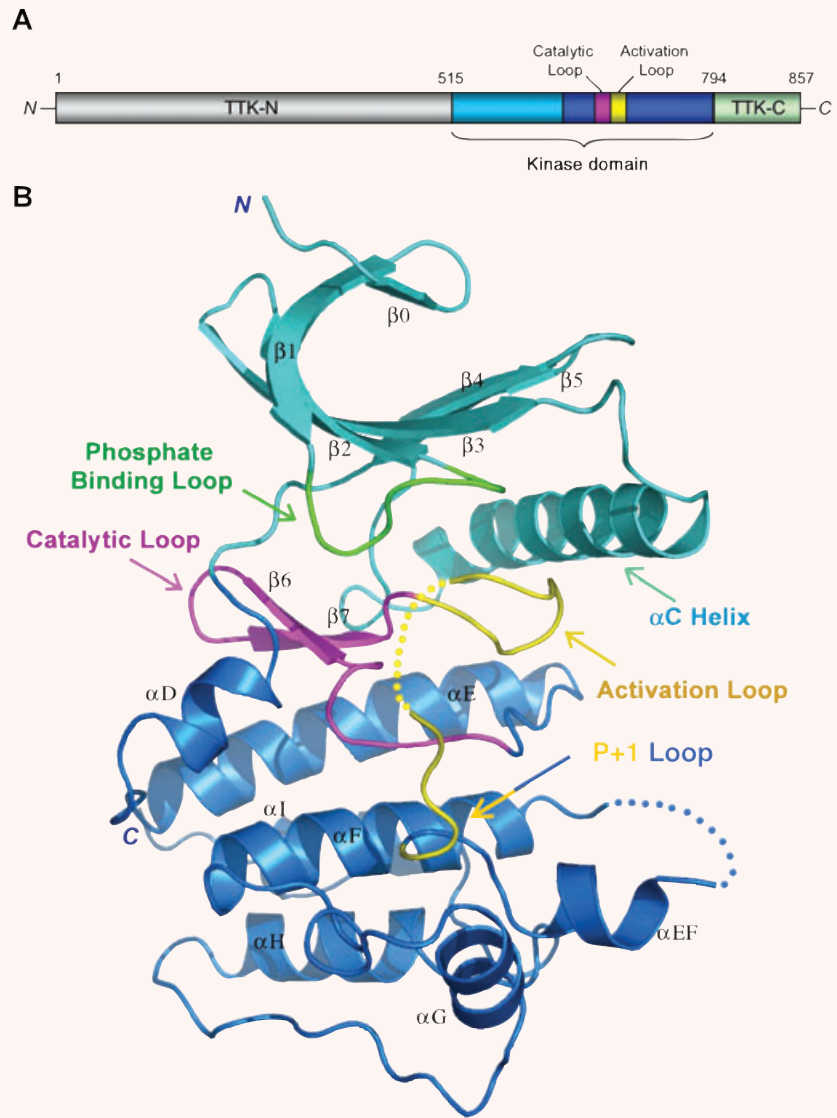 A
1
515
Catalytic
Loop
Activation
Loop
794
857
N
TTK-N
TTK-C
C
Kinase domain
B
N
β0
β1
β4
β5
β2
β3
Phosphate
Binding Loop
Catalytic Loop
β6
β7
αC Helix
αD
αE
Activation Loop
P+1 Loop
C
αI
αF
αH
αEF
αG